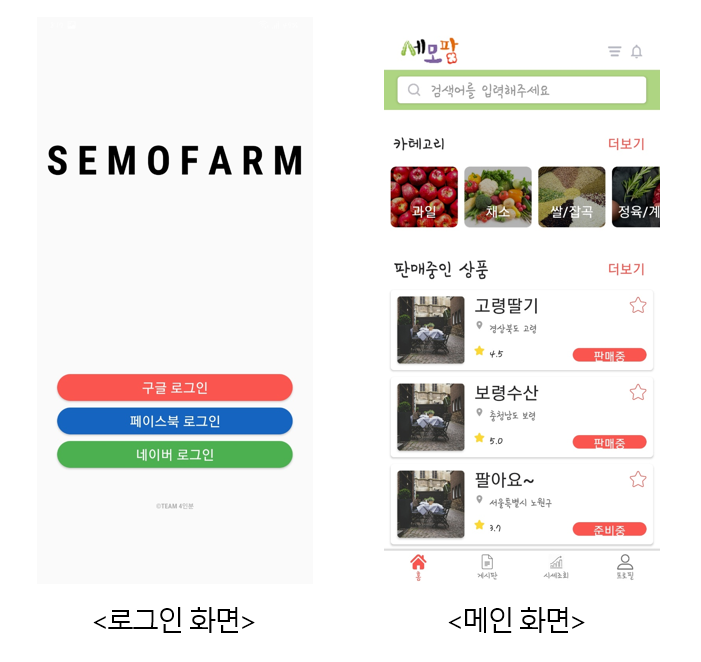 SEMOFARM
구글 로그인
페이스북 로그인
네이버 로그인
©TEAM #인분
<로그인 화면>
세모팜
검색어를 입력해주세요
카테고리 더보기
과일 채소 쌀/잡곡 정육/계
판매중인 상품 더보기
고령딸기
경상북도 고령
4.5 판매중
보령수산
충청남도 보령
5.0 판매중
팔아요~
서울특별시 노원구
3.7 준비중
홈 게시판 시세조회 프로필
<메인 화면>